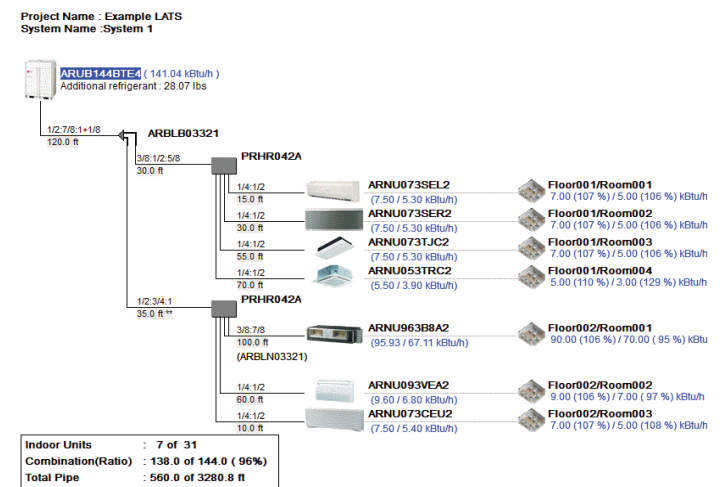 Project Name : Example LATS
System Name :System 1
ARUB144BTE4 ( 141.04 kBtu/h )
Additional refrigerant : 28.07 lbs
1/2:7/8:1+1/8
120.0 ft
ARBLB03321
3/8:1/2:5/8
30.0 ft
PRHR042A
1/4:1/2
15.0 ft
ARNU073SEL2
(7.50 / 5.30 kBtu/h)
Floor001/Room001
7.00 (107 %) / 5.00 (106 %) kBtu/h
1/4:1/2
30.0 ft
ARNU073SER2
(7.50 / 5.30 kBtu/h)
Floor001/Room002
7.00 (107 %) / 5.00 (106 %) kBtu/h
1/4:1/2
55.0 ft
ARNU073TJC2
(7.50 / 5.30 kBtu/h)
Floor001/Room003
7.00 (107 %) / 5.00 (106 %) kBtu/h
1/4:1/2
70.0 ft
ARNU053TRC2
(5.50 / 3.90 kBtu/h)
Floor001/Room004
5.00 (110 %) / 3.00 (129 %) kBtu/h
1/2:3/4:1
35.0 ft **
PRHR042A
3/8:7/8
100.0 ft
(ARBLN03321)
ARNU963B8A2
(95.93 / 67.11 kBtu/h)
Floor002/Room001
90.00 (106 %) / 70.00 ( 95 %) kBtu
1/4:1/2
60.0 ft
ARNU093VEA2
(9.60 / 6.80 kBtu/h)
Floor002/Room002
9.00 (106 %) / 7.00 ( 97 %) kBtu/h
1/4:1/2
10.0 ft
ARNU073CEU2
(7.50 / 5.40 kBtu/h)
Floor002/Room003
7.00 (107 %) / 5.00 (108 %) kBtu/h
Indoor Units : 7 of 31
Combination(Ratio) : 138.0 of 144.0 ( 96%)
Total Pipe : 560.0 of 3280.8 ft